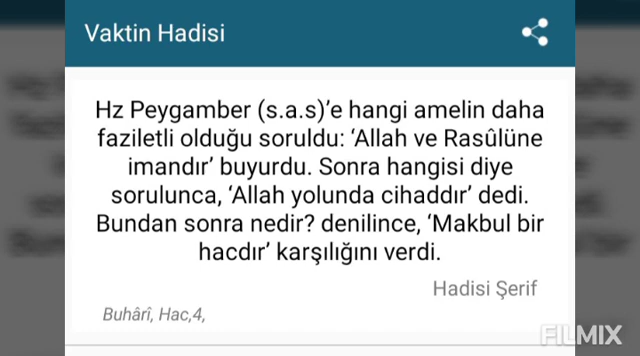 Vaktin Hadisi
Hz Peygamber (s.a.s)'e hangi amelin daha
faziletli olduğu soruldu: 'Allah ve Rasûlüne
imandır' buyurdu. Sonra hangisi diye
sorulunca, 'Allah yolunda cihaddır' dedi.
Bundan sonra nedir? denilince, 'Makbul bir
hacdır' karşılığını verdi.
Hadisi Şerif
Buhârî, Hac,4,
FILMIX